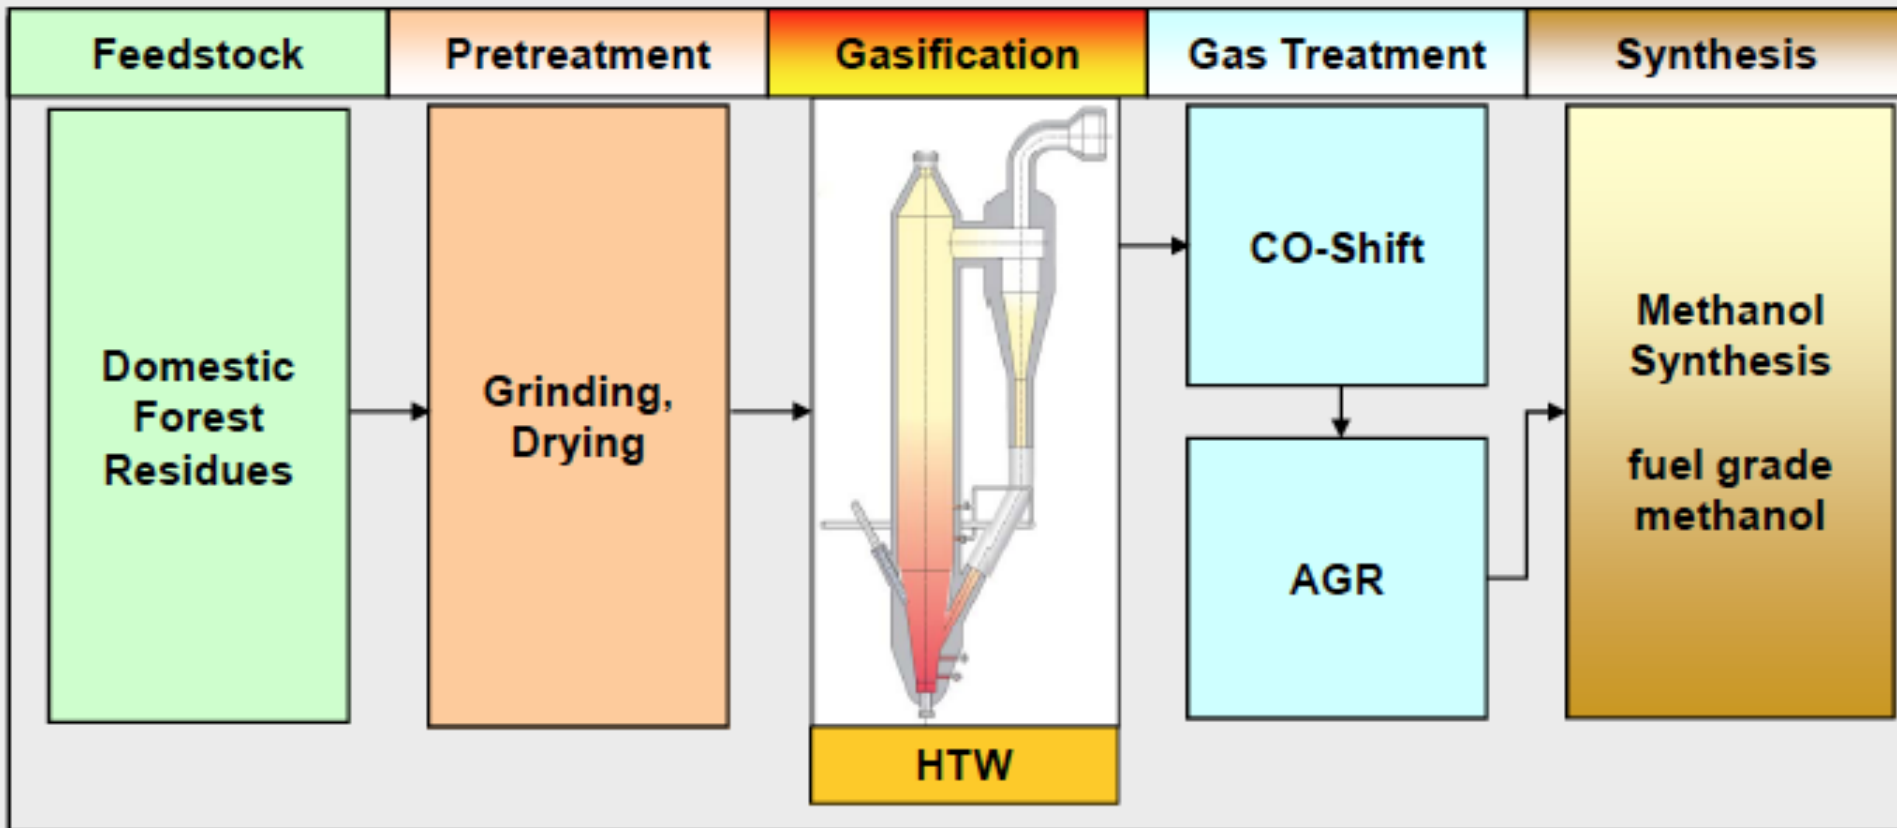 Feedstock
Pretreatment
Gasification
Gas Treatment
Synthesis
Domestic
Forest
Residues
Grinding,
Drying
HTW
CO-Shift
AGR
Methanol
Synthesis
fuel grade
methanol